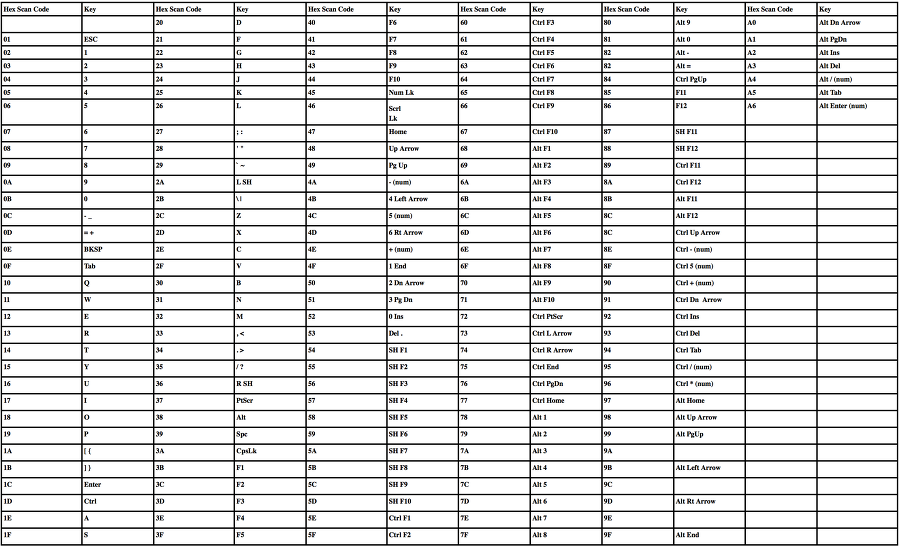 Hex Scan Code Key Hex Scan Code Key Hex Scan Code Key Hex Scan Code Key Hex Scan Code Key Hex Scan Code Key
20 D 40 F6 60 Ctrl F3 80 Alt 9 A0 Alt Dn Arrow
01 ESC 21 F 41 F7 61 Ctrl F4 81 Alt 0 A1 Alt PgDn
02 1 22 G 42 F8 62 Ctrl F5 82 Alt - A2 Alt Ins
03 2 23 H 43 F9 63 Ctrl F6 82 Alt = A3 Alt Del
04 3 24 J 44 F10 64 Ctrl F7 84 Ctrl PgUp A4 Alt / (num)
05 4 25 K 45 Num Lk 65 Ctrl F8 85 F11 A5 Alt Tab
06 5 26 L 46 Scrl 66 Ctrl F9 86 F12 A6 Alt Enter (num)
Lk
07 6 27 ; : 47 Home 67 Ctrl F10 87 SH F11
08 7 28 ' " 48 Up Arrow 68 Alt F1 88 SH F12
09 8 29 ` ~ 49 Pg Up 69 Alt F2 89 Ctrl F11
0A 9 2A L SH 4A - (num) 6A Alt F3 8A Ctrl F12
0B 0 2B \ | 4B 4 Left Arrow 6B Alt F4 8B Alt F11
0C - _ 2C Z 4C 5 (num) 6C Alt F5 8C Alt F12
0D = + 2D X 4D 6 Rt Arrow 6D Alt F6 8C Ctrl Up Arrow
0E BKSP 2E C 4E + (num) 6E Alt F7 8E Ctrl - (num)
0F Tab 2F V 4F 1 End 6F Alt F8 8F Ctrl 5 (num)
10 Q 30 B 50 2 Dn Arrow 70 Alt F9 90 Ctrl + (num)
11 W 31 N 51 3 Pg Dn 71 Alt F10 91 Ctrl Dn Arrow
12 E 32 M 52 0 Ins 72 Ctrl PtScr 92 Ctrl Ins
13 R 33 , < 53 Del . 73 Ctrl L Arrow 93 Ctrl Del
14 T 34 . > 54 SH F1 74 Ctrl R Arrow 94 Ctrl Tab
15 Y 35 / ? 55 SH F2 75 Ctrl End 95 Ctrl / (num)
16 U 36 R SH 56 SH F3 76 Ctrl PgDn 96 Ctrl * (num)
17 I 37 PtScr 57 SH F4 77 Ctrl Home 97 Alt Home
18 O 38 Alt 58 SH F5 78 Alt 1 98 Alt Up Arrow
19 P 39 Spc 59 SH F6 79 Alt 2 99 Alt PgUp
1A [ { 3A CpsLk 5A SH F7 7A Alt 3 9A
1B ] } 3B F1 5B SH F8 7B Alt 4 9B Alt Left Arrow
1C Enter 3C F2 5C SH F9 7C Alt 5 9C
1D Ctrl 3D F3 5D SH F10 7D Alt 6 9D Alt Rt Arrow
1E A 3E F4 5E Ctrl F1 7E Alt 7 9E
1F S 3F F5 5F Ctrl F2 7F Alt 8 9F Alt End